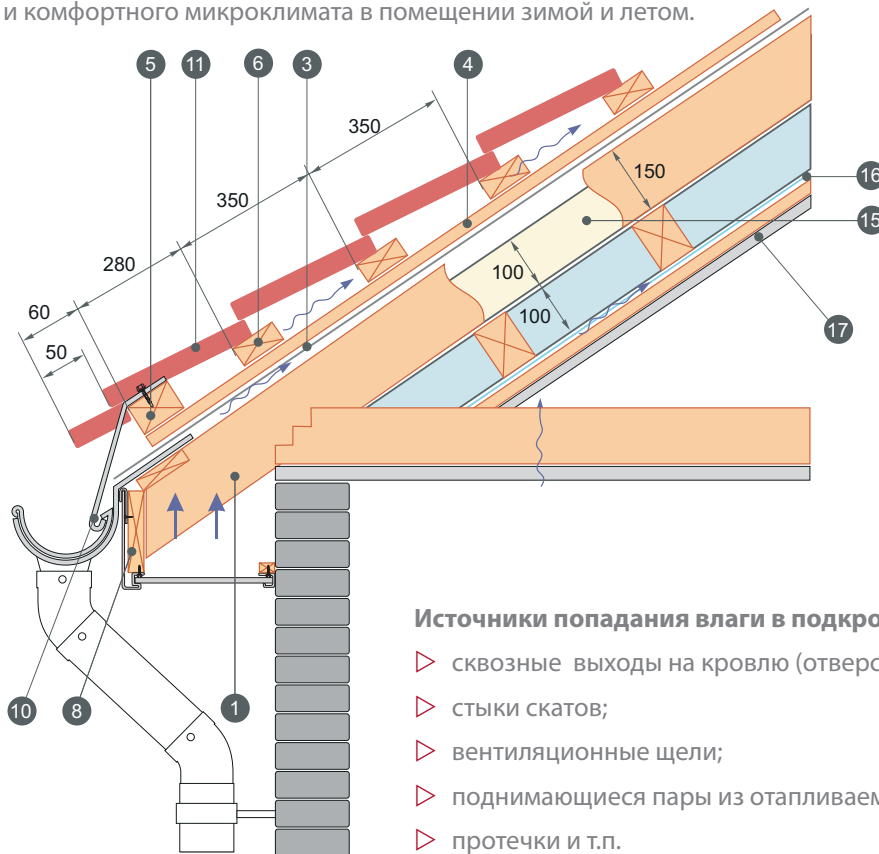 и комфортного микроклимата в помещении зимой и летом.
5 11 6 3 4
350
350
150
16
15
280
100
60
100
17
50
1
10 8
Источники попадания влаги в подкро
сквозные выходы на кровлю (отверс
стыки скатов;
вентиляционные щели;
поднимающиеся пары из отапливаем
протечки и т.п.